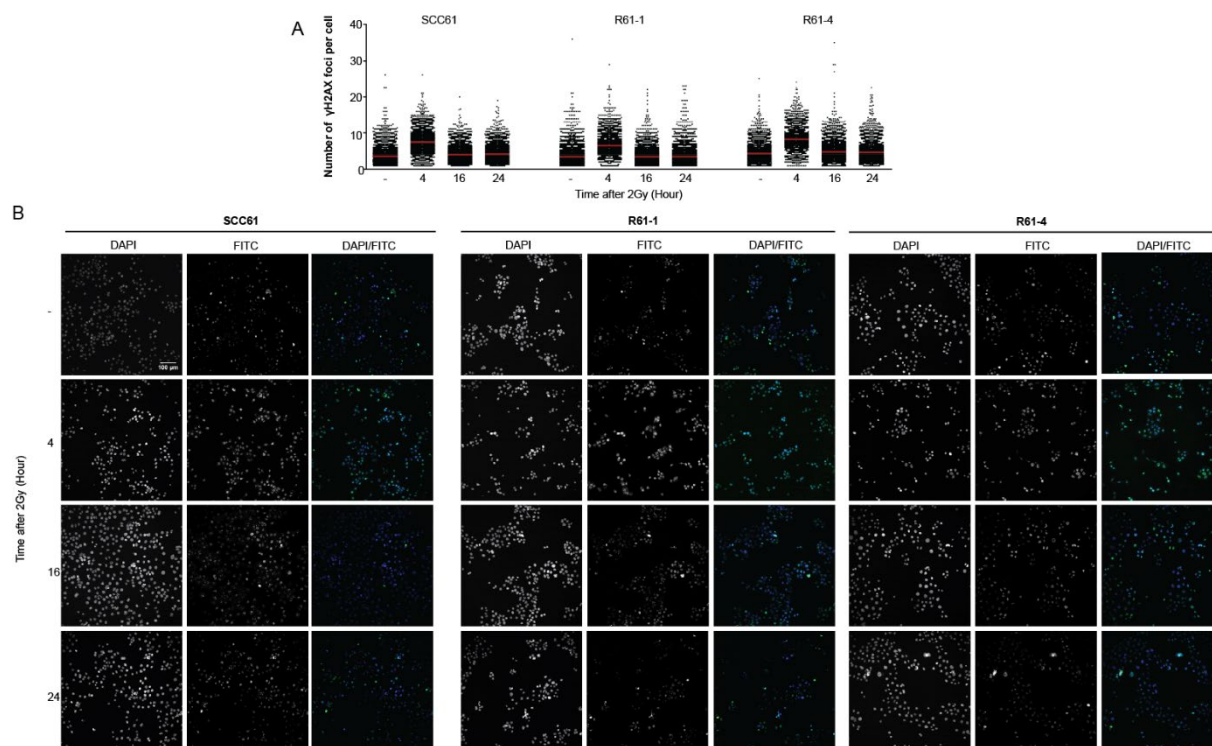 A
SCC61 R61-1 R61-4
Number of γH2AX foci per cell
40
30
20
10
0
- 4 16 24 - 4 16 24 - 4 16 24
Time after 2Gy (Hour)
B
SCC61 R61-1 R61-4
DAPI FITC DAPI/FITC DAPI FITC DAPI/FITC DAPI FITC DAPI/FITC
Time after 2Gy (Hour)
-
100 µm
4
16
24